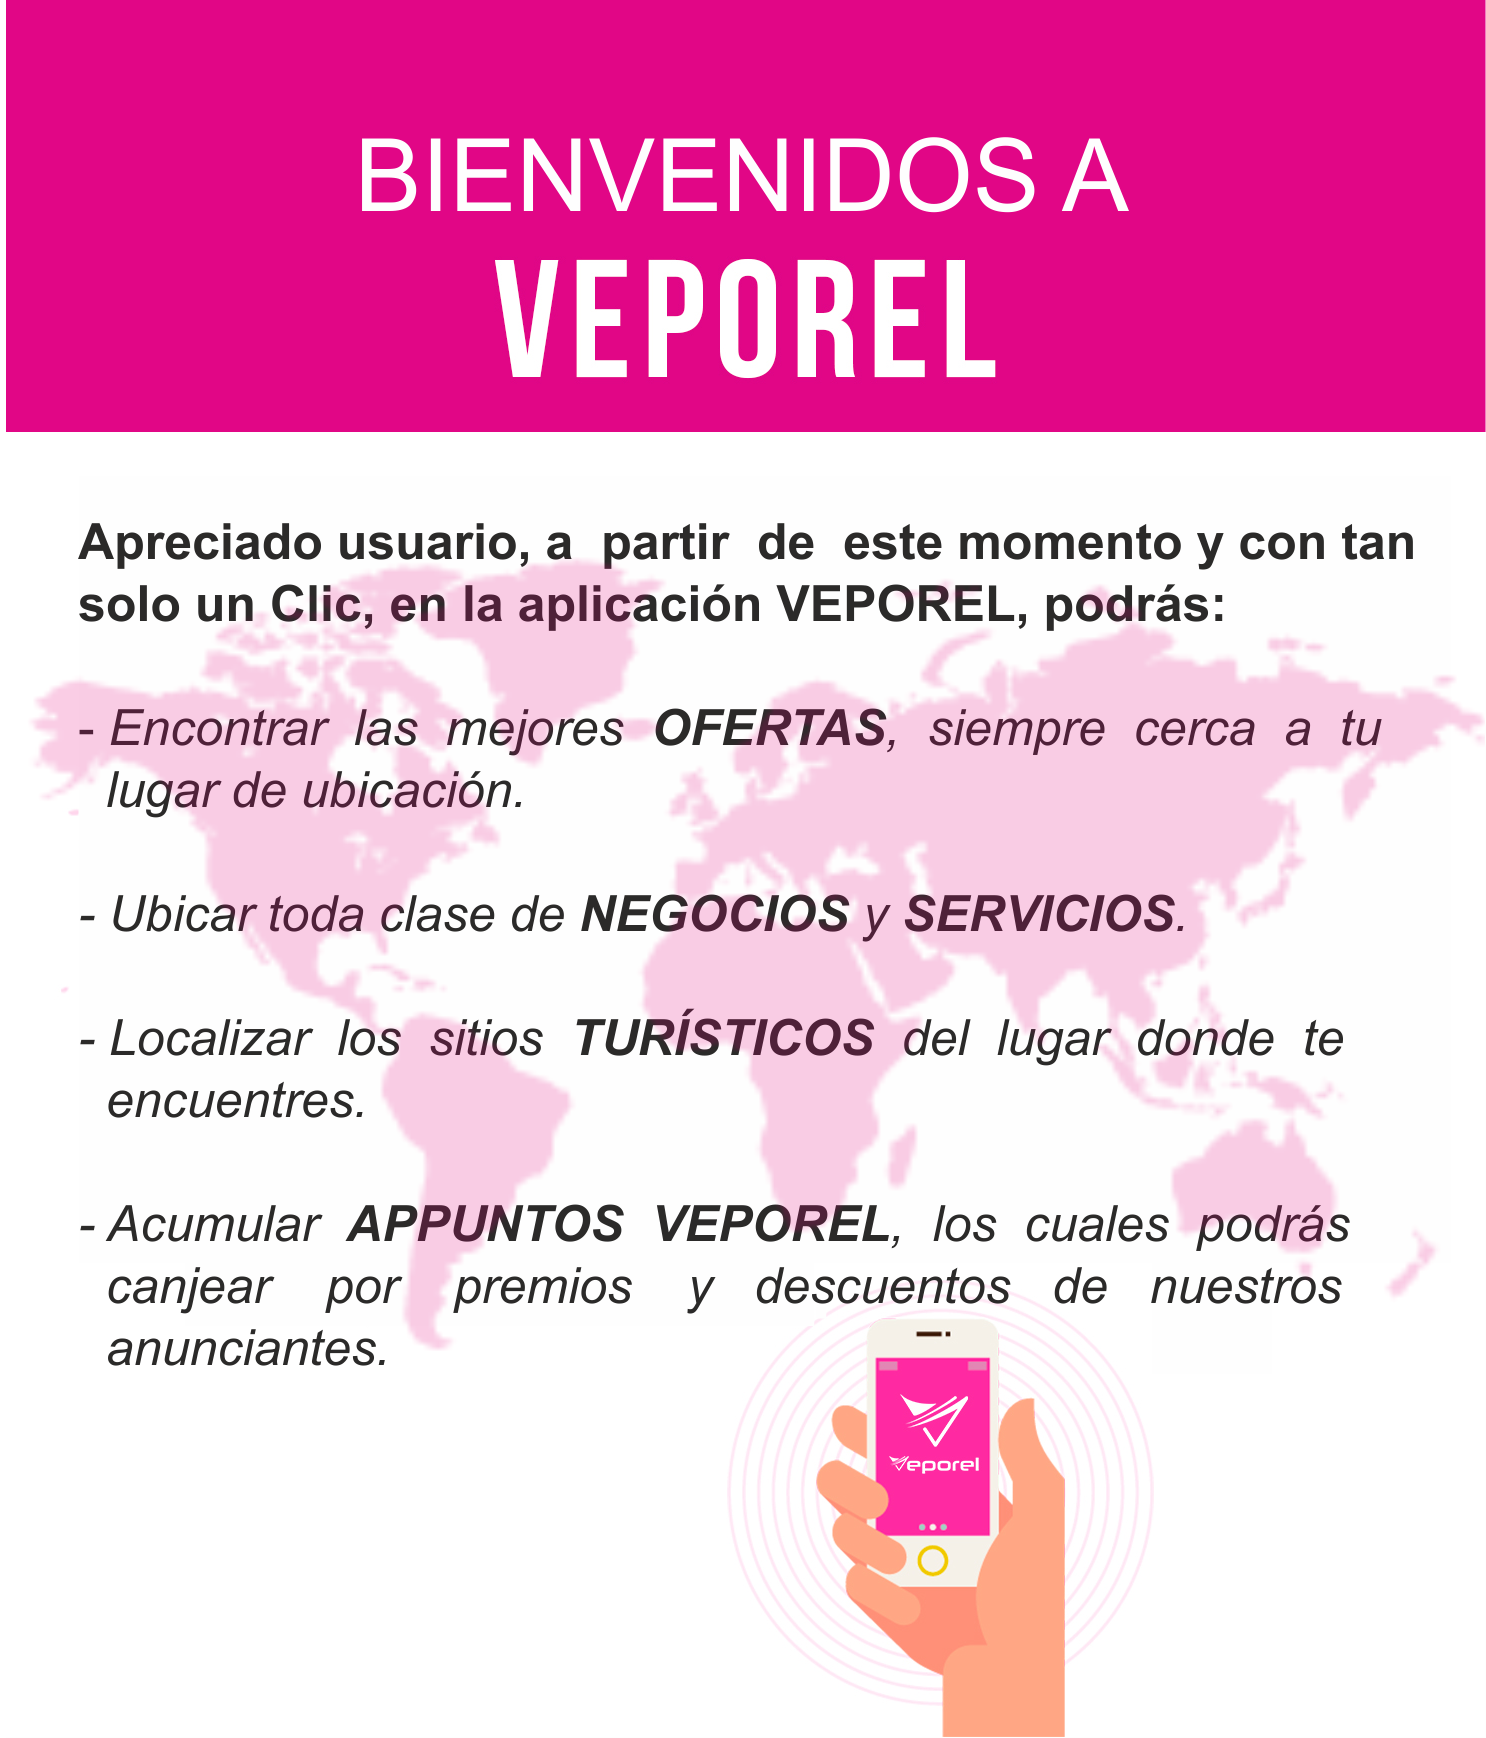 BIENVENIDOS A
VEPOREL
Apreciado usuario, a partir de este momento y con tan
solo un Clic, en la aplicación VEPOREL, podrás:
- Encontrar las mejores OFERTAS, siempre cerca a tu
lugar de ubicación.
- Ubicar toda clase de NEGOCIOS y SERVICIOS.
- Localizar los sitios TURÍSTICOS del lugar donde te
encuentres.
- Acumular APPUNTOS VEPOREL, los cuales podrás
canjear por premios y descuentos de nuestros
anunciantes.
Veporel